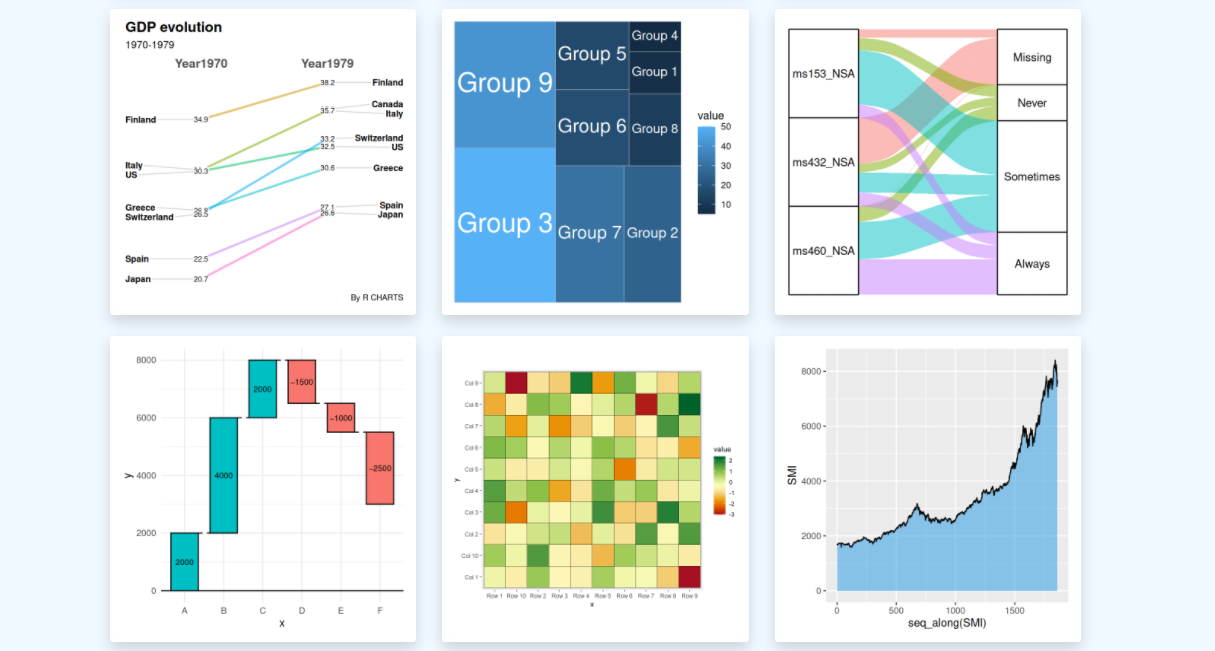 GDP evolution
1970-1979
Year1970 Year1979
38.2 Finland
Canada
35.7 Italy
Finland 34.9
33.2 Switzerland
32.5 US
Italy
US 30.3
30.6 Greece
Greece
Switzerland 26.5
27.1 Spain
26.6 Japan
Spain 22.5
Japan 20.7
By R CHARTS
Group 9
Group 3
Group 5
Group 6
Group 7
Group 4
Group 1
Group 8
Group 2
value
50
40
30
20
10
ms153_NSA
ms432_NSA
ms460_NSA
Missing
Never
Sometimes
Always
8000
6000
4000
2000
0
y
2000
4000
2000
−1500
−1000
−2500
A B C D E F
x
Col 9
Col 8
Col 7
Col 6
Col 5
Col 4
Col 3
Col 2
Col 10
Col 1
y
Row 1 Row 10 Row 2 Row 3 Row 4 Row 5 Row 6 Row 7 Row 8 Row 9
x
value
2
1
0
-1
-2
-3
8000
6000
4000
2000
0
SMI
0 500 1000 1500
seq_along(SMI)